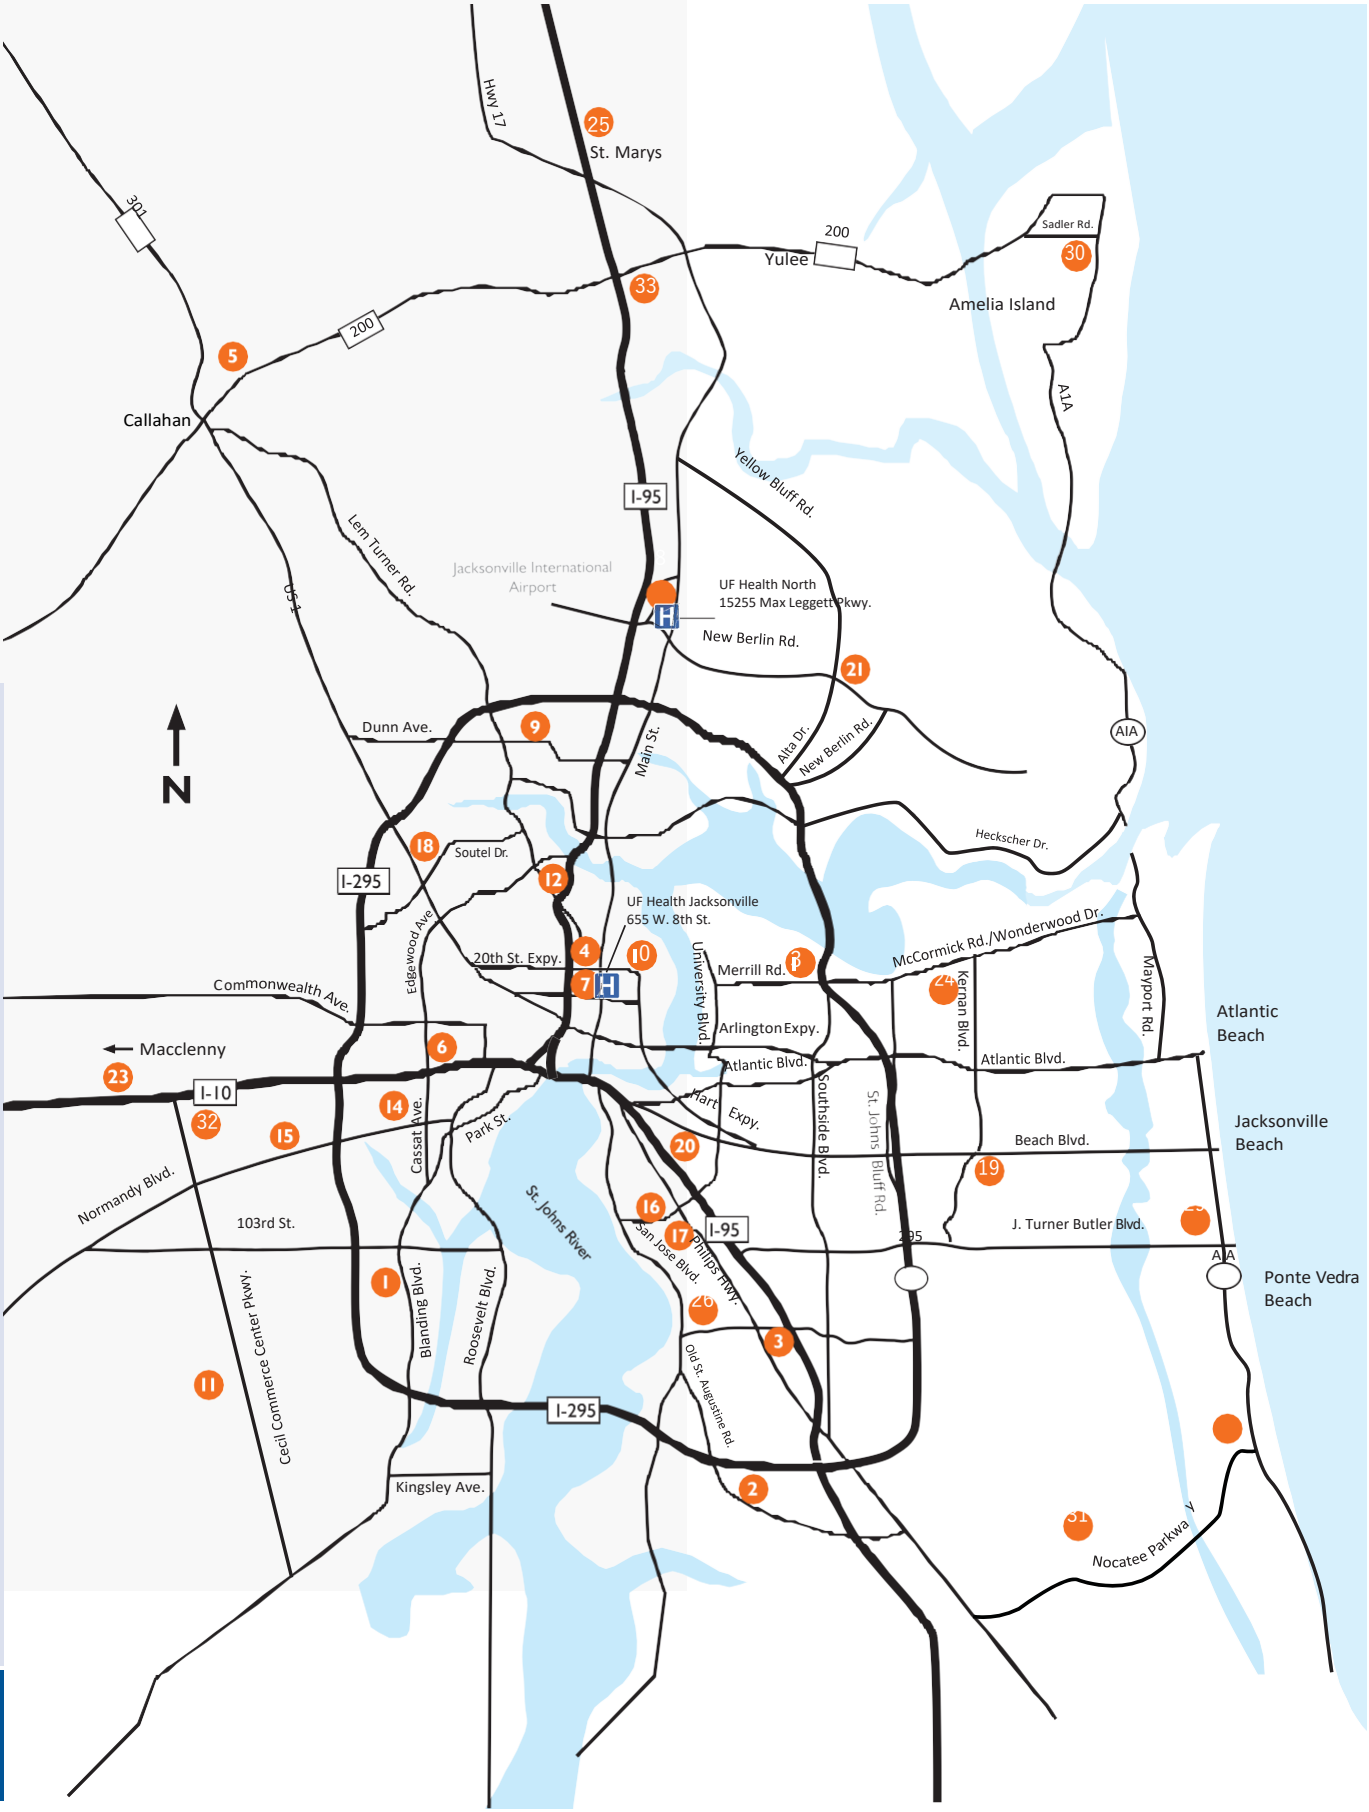 Hwy 17
25
St. Marys
301
200
Sadler Rd.
Yulee
30
33
Amelia Island
200
5
A1A
Callahan
Yellow Bluff Rd.
I-95
Lem Turner Rd.
Jacksonville International
Airport
US 1
UF Health North
15255 Max Leggett Pkwy.
H
New Berlin Rd.
21
N
Dunn Ave.
9
Main St.
Alta Dr.
New Berlin Rd.
AIA
18
Soutel Dr.
Heckscher Dr.
I-295
12
UF Health Jacksonville
655 W. 8th St.
Edgewood Ave
McCormick Rd./Wonderwood Dr.
4
10
20th St. Expy.
University Blvd.
Merrill Rd.
24
Kernan Blvd.
Mayport Rd.
7
H
Commonwealth Ave.
Atlantic
Beach
Arlington Expy.
6
Macclenny
Atlantic Blvd.
Atlantic Blvd.
23
I-10
14
32
15
Cassat Ave.
Park St.
Hart Expy.
Southside Blvd.
St. Johns Bluff Rd.
Jacksonville
Beach
Beach Blvd.
20
19
Normandy Blvd.
St. Johns River
16
103rd St.
17
I-95
San Jose Blvd.
Philips Hwy.
295
J. Turner Butler Blvd.
A A
Ponte Vedra
Beach
1
Blanding Blvd.
Roosevelt Blvd.
Cecil Commerce Center Pkwy.
26
3
11
Old St. Augustine Rd.
I-295
Kingsley Ave.
2
31
Nocatee Parkwa y